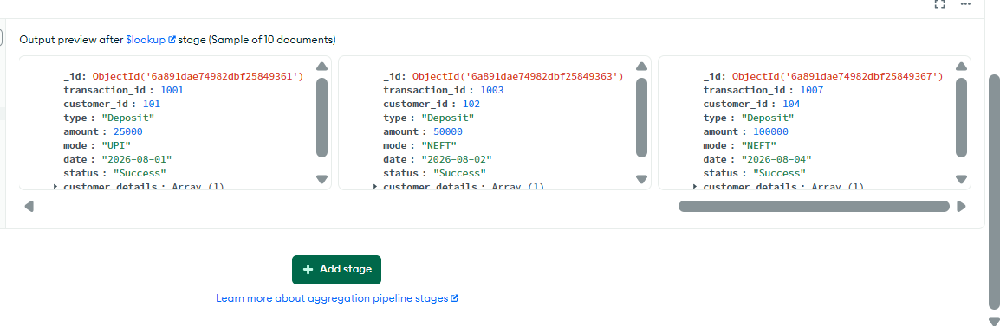 Output preview after $lookup stage (Sample of 10 documents)
_id: ObjectId('6a891dae74982dbf25849361')
transaction_id : 1001
customer_id : 101
type : "Deposit"
amount : 25000
mode : "UPI"
date : "2026-08-01"
status : "Success"
customer_details : Array (1)
_id: ObjectId('6a891dae74982dbf25849363')
transaction_id : 1003
customer_id : 102
type : "Deposit"
amount : 50000
mode : "NEFT"
date : "2026-08-02"
status : "Success"
customer_details : Array (1)
_id: ObjectId('6a891dae74982dbf25849367')
transaction_id : 1007
customer_id : 104
type : "Deposit"
amount : 100000
mode : "NEFT"
date : "2026-08-04"
status : "Success"
customer_details : Array (1)
+ Add stage
Learn more about aggregation pipeline stages